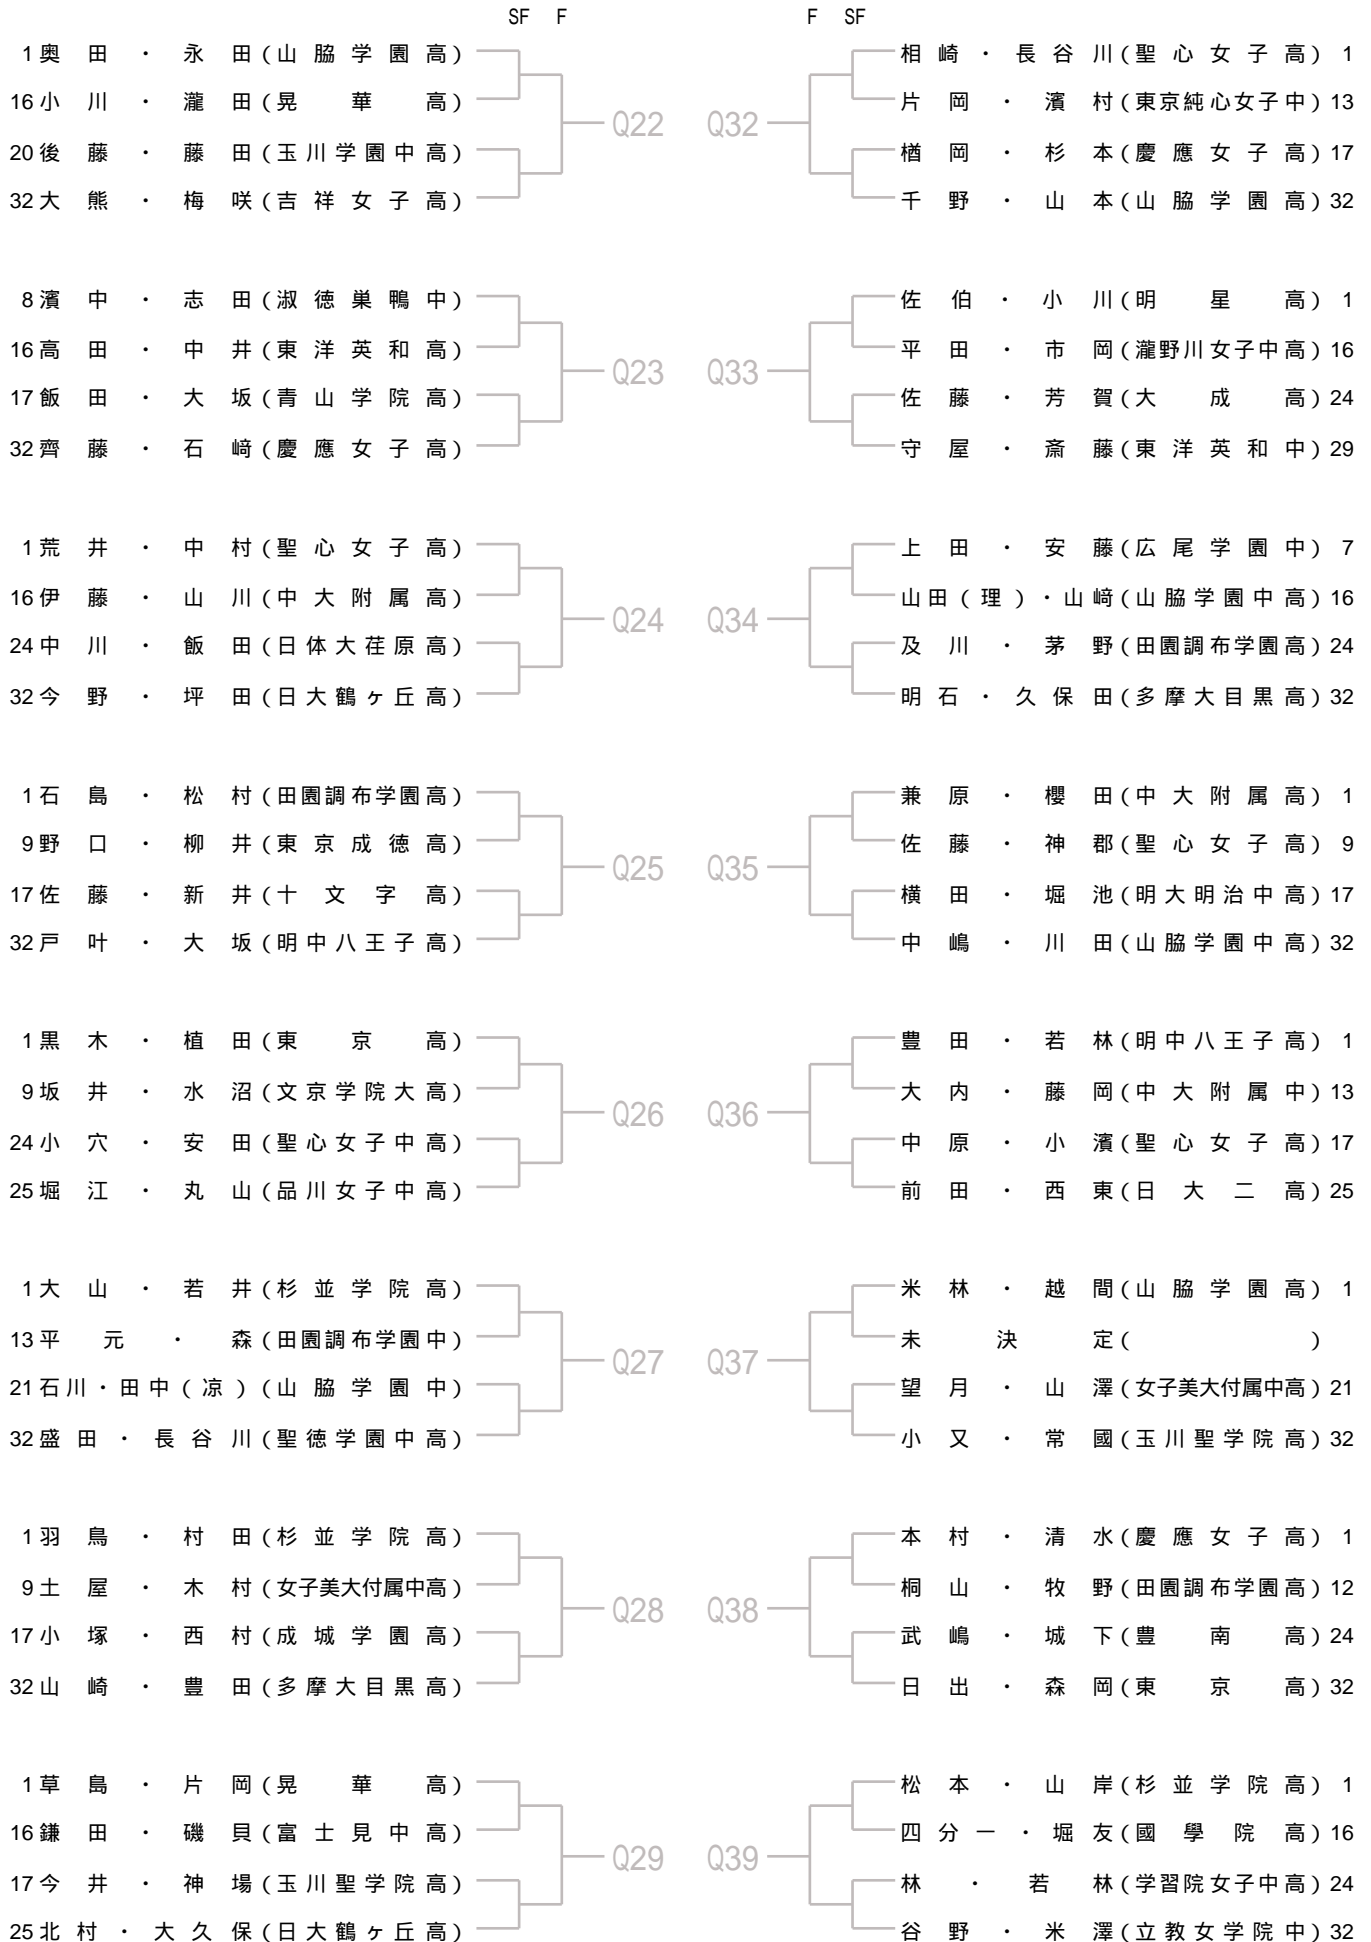 SF F
1 奥田・永田(山脇学園高)
16 小川・瀧田(晃華高)
20 後藤・藤田(玉川学園中高)
32 大熊・梅咲(吉祥女子高)
Q22
8 濱中・志田(淑徳巣鴨中)
16 高田・中井(東洋英和高)
17 飯田・大坂(青山学院高)
32 齊藤・石﨑(慶應女子高)
Q23
1 荒井・中村(聖心女子高)
16 伊藤・山川(中大附属高)
24 中川・飯田(日体大荏原高)
32 今野・坪田(日大鶴ヶ丘高)
Q24
1 石島・松村(田園調布学園高)
9 野口・柳井(東京成徳高)
17 佐藤・新井(十文字高)
32 戸叶・大坂(明中八王子高)
Q25
1 黒木・植田(東京高)
9 坂井・水沼(文京学院大高)
24 小穴・安田(聖心女子中高)
25 堀江・丸山(品川女子中高)
Q26
1 大山・若井(杉並学院高)
13 平元・森(田園調布学園中)
21 石川・田中(凉)(山脇学園中)
32 盛田・長谷川(聖徳学園中高)
Q27
1 羽鳥・村田(杉並学院高)
9 土屋・木村(女子美大付属中高)
17 小塚・西村(成城学園高)
32 山崎・豊田(多摩大目黒高)
Q28
1 草島・片岡(晃華高)
16 鎌田・磯貝(富士見中高)
17 今井・神場(玉川聖学院高)
25 北村・大久保(日大鶴ヶ丘高)
Q29
F SF
相崎・長谷川(聖心女子高) 1
片岡・濱村(東京純心女子中) 13
楢岡・杉本(慶應女子高) 17
千野・山本(山脇学園高) 32
Q32
佐伯・小川(明星高) 1
平田・市岡(瀧野川女子中高) 16
佐藤・芳賀(大成高) 24
守屋・斎藤(東洋英和中) 29
Q33
上田・安藤(広尾学園中) 7
山田(理)・山﨑(山脇学園中高) 16
及川・茅野(田園調布学園高) 24
明石・久保田(多摩大目黒高) 32
Q34
兼原・櫻田(中大附属高) 1
佐藤・神郡(聖心女子高) 9
横田・堀池(明大明治中高) 17
中嶋・川田(山脇学園中高) 32
Q35
豊田・若林(明中八王子高) 1
大内・藤岡(中大附属中) 13
中原・小濱(聖心女子高) 17
前田・西東(日大二高) 25
Q36
米林・越間(山脇学園高) 1
未決定( )
望月・山澤(女子美大付属中高) 21
小又・常國(玉川聖学院高) 32
Q37
本村・清水(慶應女子高) 1
桐山・牧野(田園調布学園高) 12
武嶋・城下(豊南高) 24
日出・森岡(東京高) 32
Q38
松本・山岸(杉並学院高) 1
四分一・堀友(國學院高) 16
林・若林(学習院女子中高) 24
谷野・米澤(立教女学院中) 32
Q39